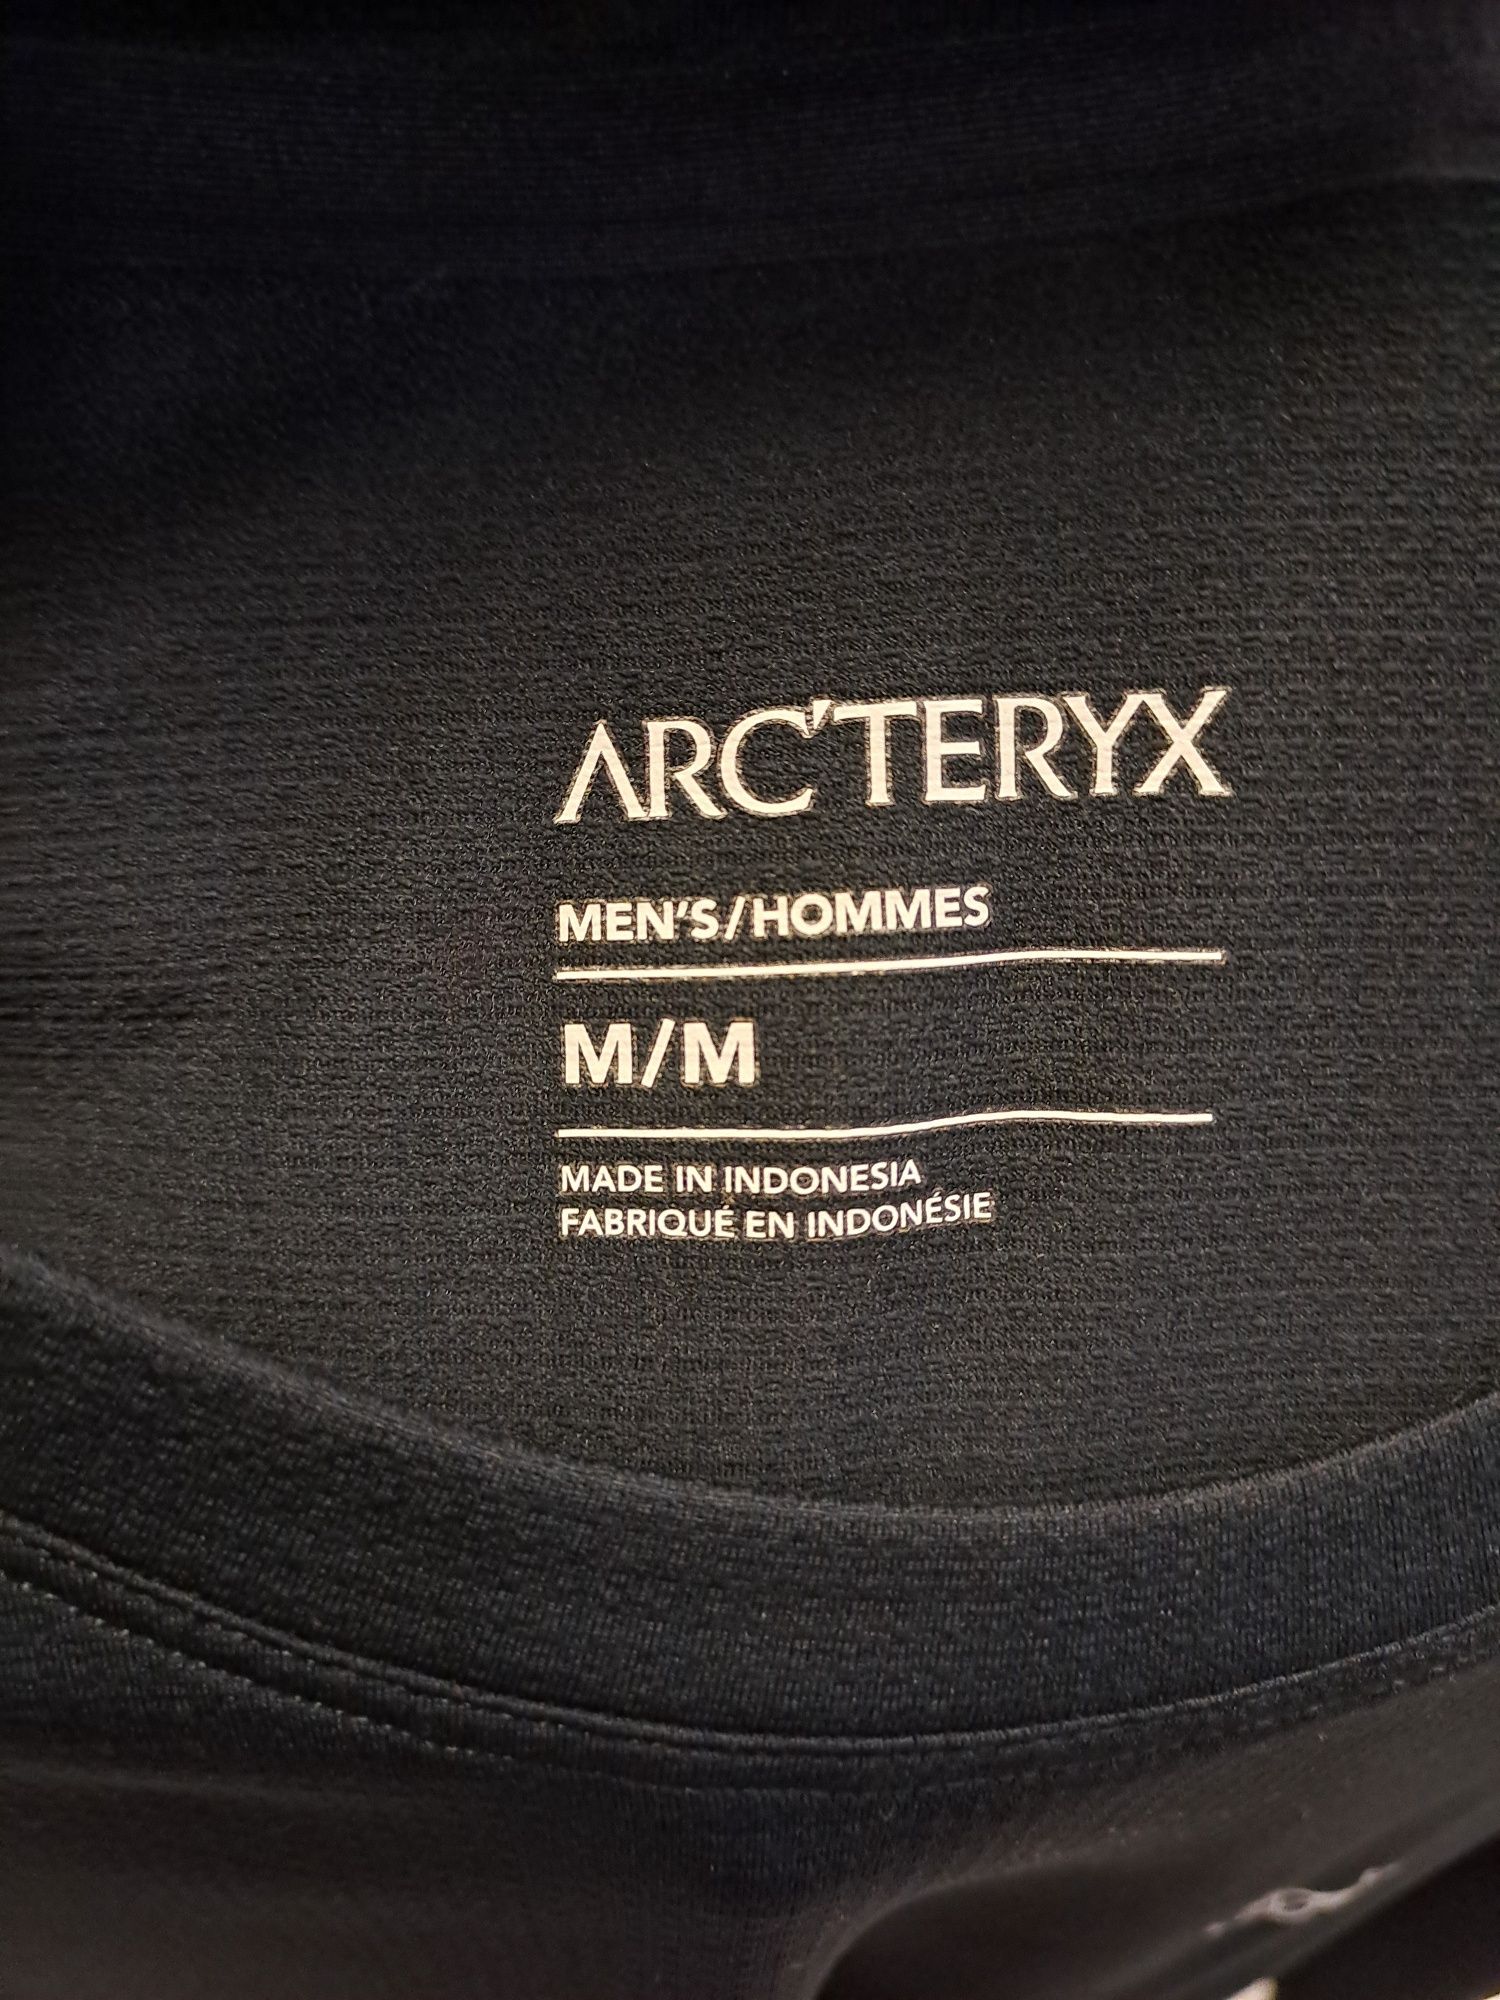 ARC'TERYX
MEN'S/HOMMES
M/M
MADE IN INDONESIA
FABRIQUÉ EN INDONÉSIE